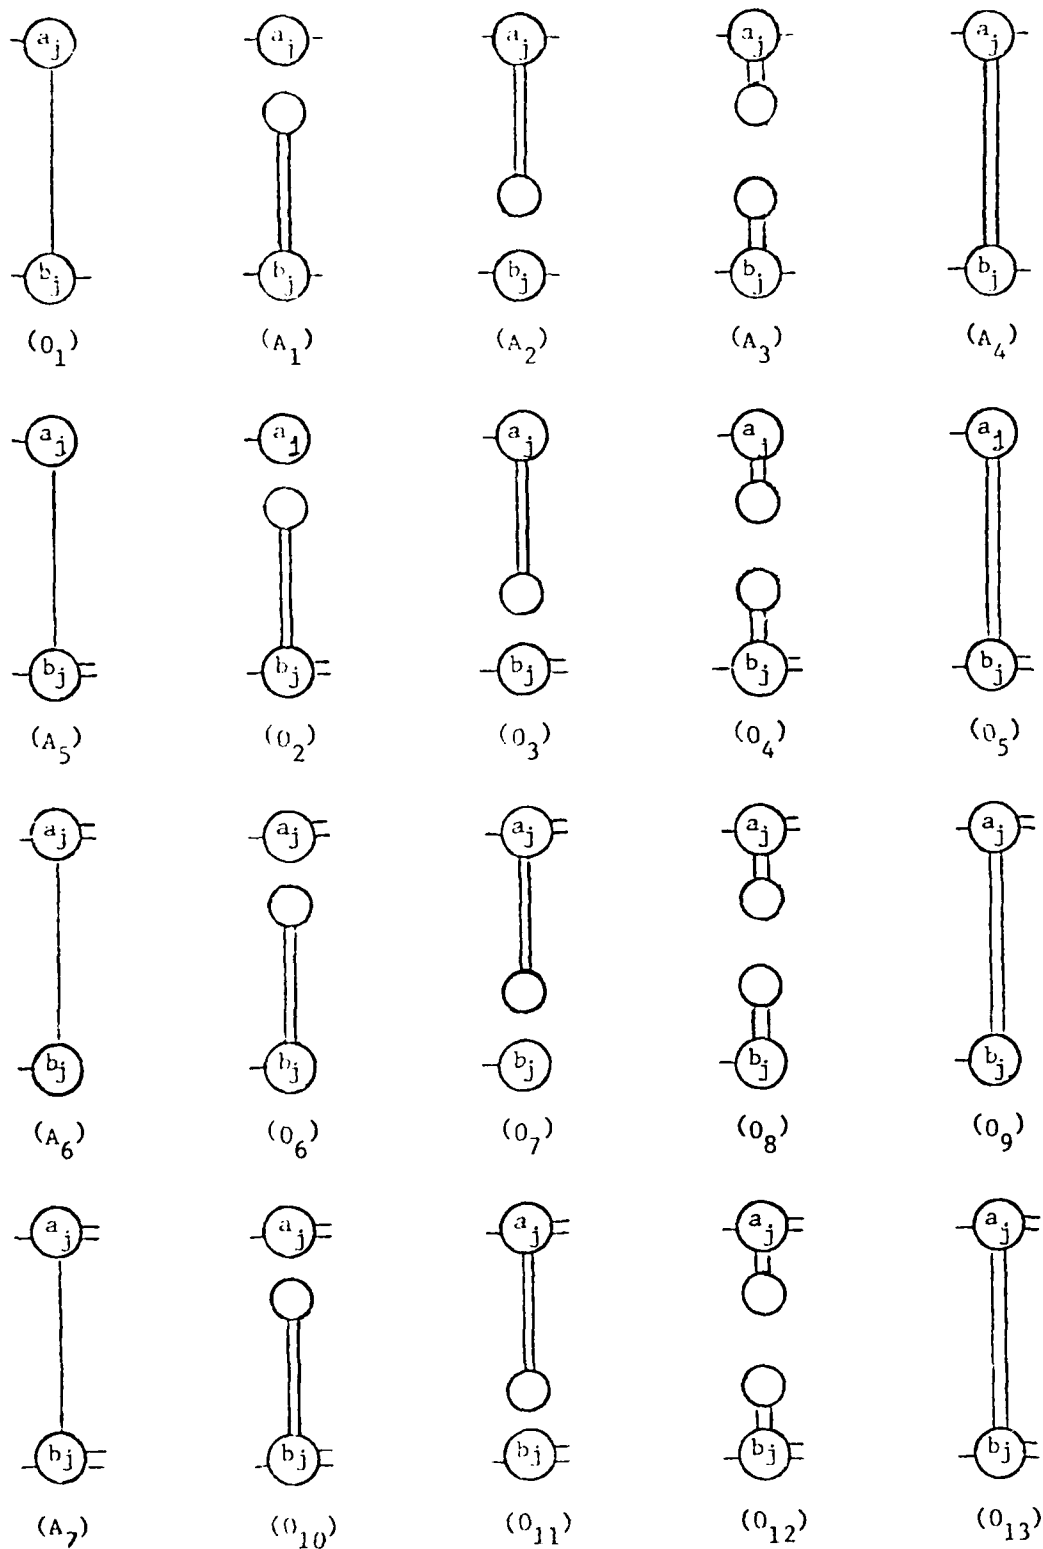 a_j a_j a_j a_j a_j
b_j b_j b_j b_j b_j
(O_1) (A_1) (A_2) (A_3) (A_4)
a_j a_1 a_j a_j a_1
b_j b_j b_j b_j b_j
(A_5) (O_2) (O_3) (O_4) (O_5)
a_j a_j a_j a_j a_j
b_j b_j b_j b_j b_j
(A_6) (O_6) (O_7) (O_8) (O_9)
a_j a_j a_j a_j a_j
b_j b_j b_j b_j b_j
(A_7) (O_10) (O_11) (O_12) (O_13)